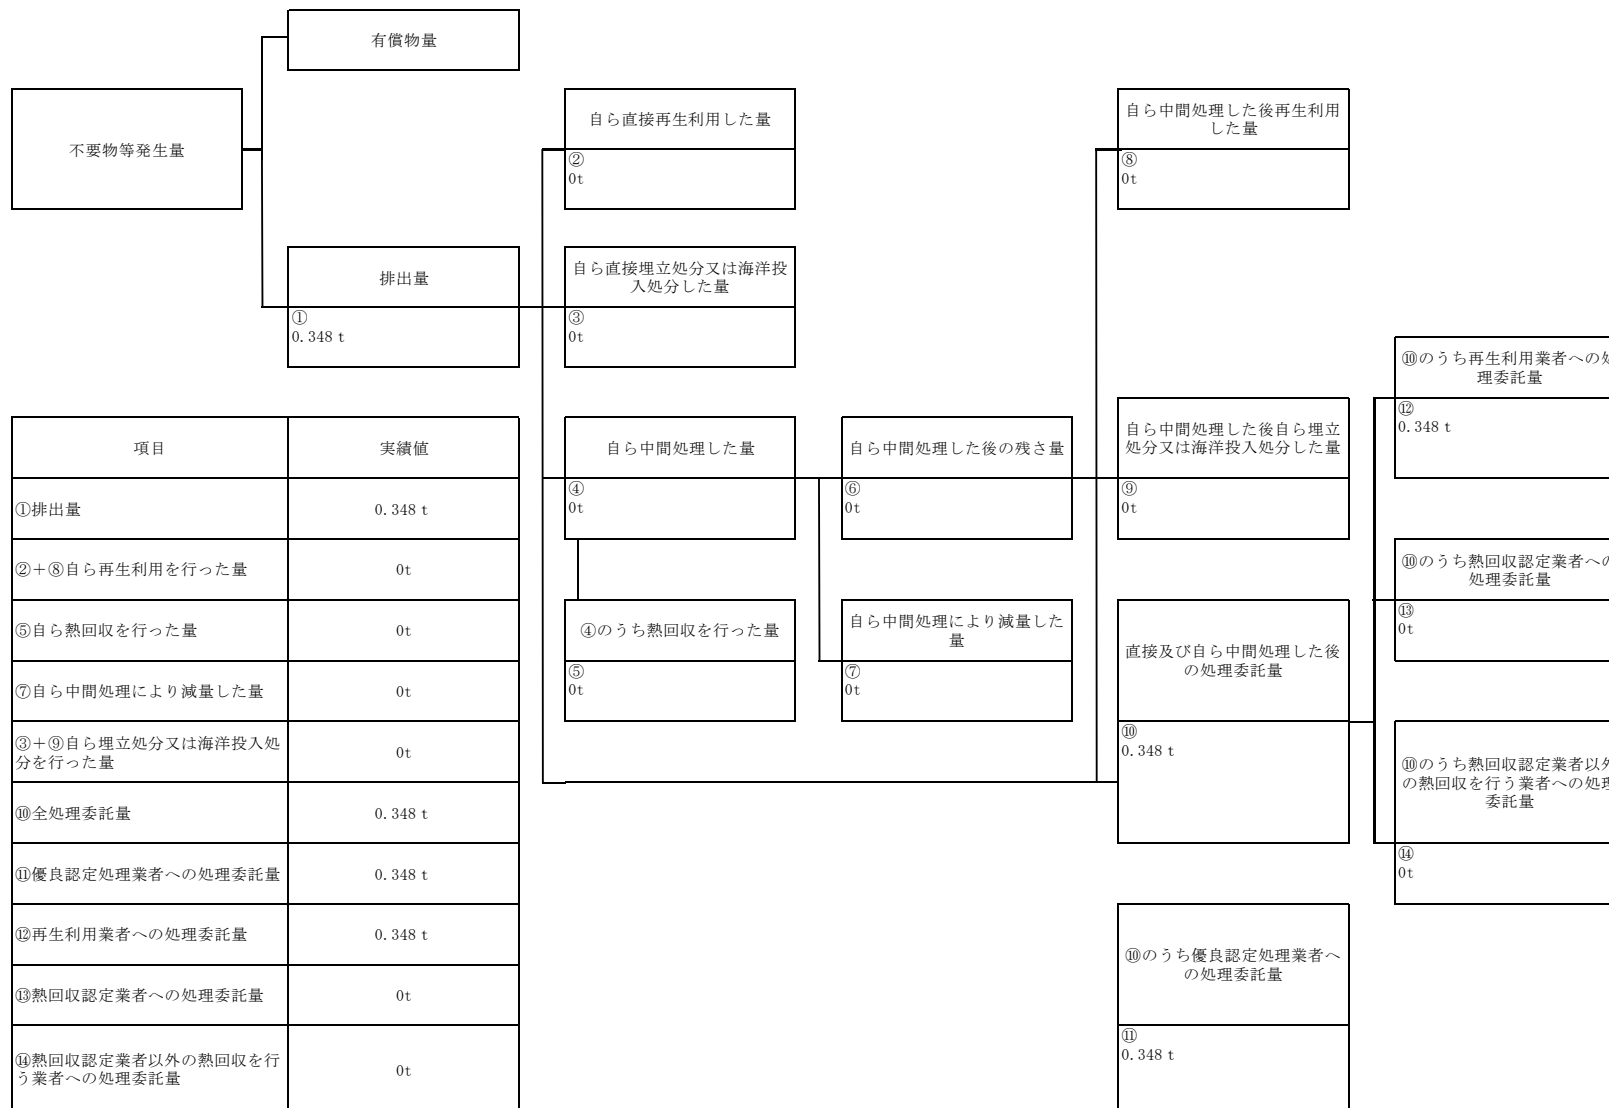 有償物量
不要物等発生量
自ら直接再生利用した量
②
0t
自ら中間処理した後再生利用
した量
⑧
0t
排出量
①
0.348 t
自ら直接埋立処分又は海洋投
入処分した量
③
0t
⑩のうち再生利用業者への処
理委託量
⑫
0.348 t
自ら中間処理した量
④
0t
自ら中間処理した後の残さ量
⑥
0t
自ら中間処理した後自ら埋立
処分又は海洋投入処分した量
⑨
0t
⑩のうち熱回収認定業者への
処理委託量
⑬
0t
④のうち熱回収を行った量
⑤
0t
自ら中間処理により減量した
量
⑦
0t
直接及び自ら中間処理した後
の処理委託量
⑩
0.348 t
⑩のうち熱回収認定業者以外
の熱回収を行う業者への処理
委託量
⑭
0t
⑩のうち優良認定処理業者へ
の処理委託量
⑪
0.348 t
項目 実績値
①排出量 0.348 t
②+⑧自ら再生利用を行った量 0t
⑤自ら熱回収を行った量 0t
⑦自ら中間処理により減量した量 0t
③+⑨自ら埋立処分又は海洋投入処
分を行った量 0t
⑩全処理委託量 0.348 t
⑪優良認定処理業者への処理委託量 0.348 t
⑫再生利用業者への処理委託量 0.348 t
⑬熱回収認定業者への処理委託量 0t
⑭熱回収認定業者以外の熱回収を行
う業者への処理委託量 0t